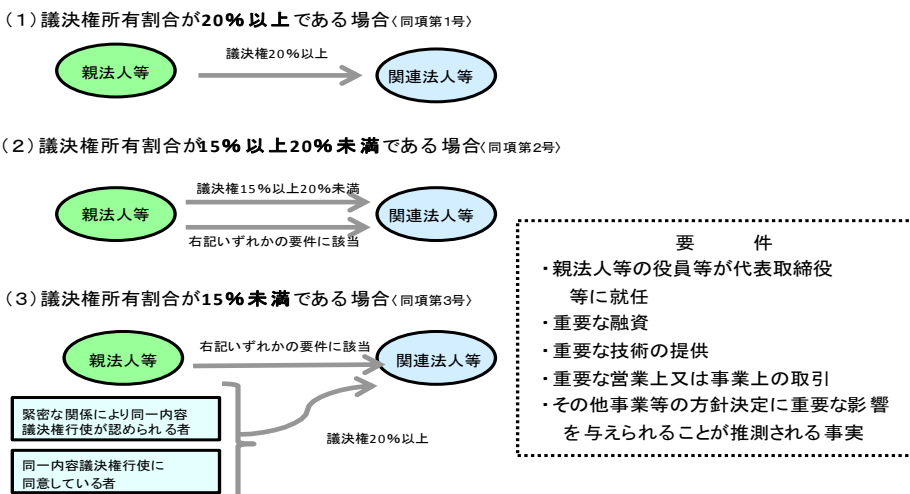 (1)議決権所有割合が20%以上である場合〈同項第1号〉
議決権20%以上
親法人等
関連法人等
(2)議決権所有割合が15%以上20%未満である場合〈同項第2号〉
議決権15%以上20%未満
親法人等
関連法人等
右記いずれかの要件に該当
(3)議決権所有割合が15%未満である場合〈同項第3号〉
右記いずれかの要件に該当
親法人等
関連法人等
緊密な関係により同一内容
議決権行使が認められる者
議決権20%以上
同一内容議決権行使に
同意している者
要 件
・親法人等の役員等が代表取締役
等に就任
・重要な融資
・重要な技術の提供
・重要な営業上又は事業上の取引
・その他事業等の方針決定に重要な影響
を与えられることが推測される事実